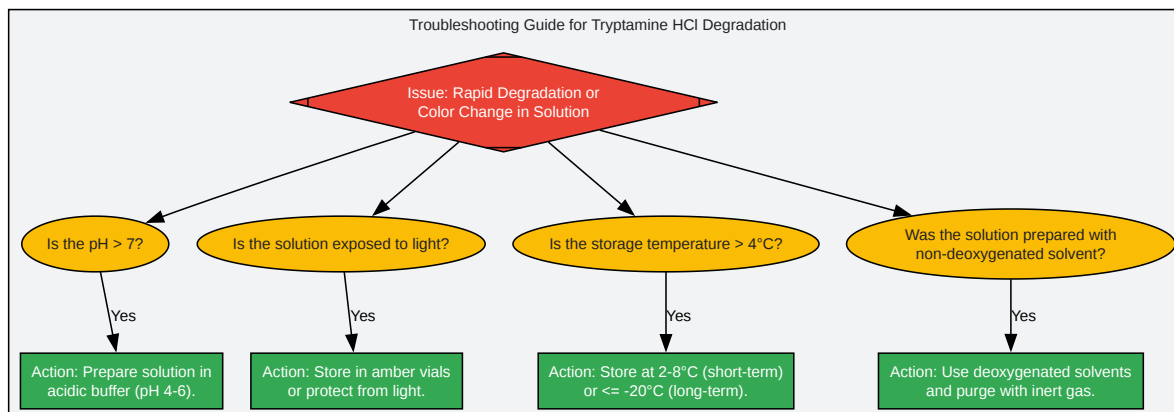 Troubleshooting Guide for Tryptamine HCl Degradation
Issue: Rapid Degradation or
Color Change in Solution
Is the pH > 7?
Is the solution exposed to light?
Is the storage temperature > 4°C?
Was the solution prepared with
non-deoxygenated solvent?
Yes
Yes
Yes
Yes
Action: Prepare solution in
acidic buffer (pH 4-6).
Action: Store in amber vials
or protect from light.
Action: Store at 2-8°C (short-term)
or <= -20°C (long-term).
Action: Use deoxygenated solvents
and purge with inert gas.